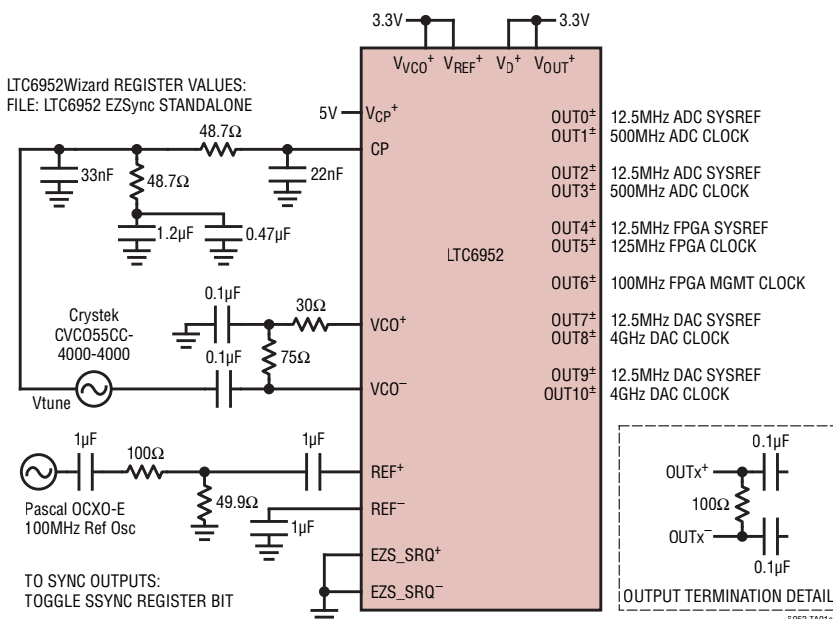 3.3V
3.3V
VVCO+ VREF+ VD+ VOUT+
LTC6952Wizard REGISTER VALUES:
FILE: LTC6952 EZSync STANDALONE
5V
VCP+
CP
48.7Ω
33nF
48.7Ω
22nF
1.2µF
0.47µF
LTC6952
OUT0± 12.5MHz ADC SYSREF
OUT1± 500MHz ADC CLOCK
OUT2± 12.5MHz ADC SYSREF
OUT3± 500MHz ADC CLOCK
OUT4± 12.5MHz FPGA SYSREF
OUT5± 125MHz FPGA CLOCK
OUT6± 100MHz FPGA MGMT CLOCK
OUT7± 12.5MHz DAC SYSREF
OUT8± 4GHz DAC CLOCK
OUT9± 12.5MHz DAC SYSREF
OUT10± 4GHz DAC CLOCK
0.1µF
30Ω
VCO+
Crystek
CVCO55CC-
4000-4000
0.1µF
75Ω
VCO–
Vtune
1µF
100Ω
1µF
REF+
49.9Ω
REF–
1µF
Pascal OCXO-E
100MHz Ref Osc
EZS_SRQ+
EZS_SRQ–
TO SYNC OUTPUTS:
TOGGLE SSYNC REGISTER BIT
0.1µF
OUTx+
100Ω
OUTx–
0.1µF
OUTPUT TERMINATION DETAIL